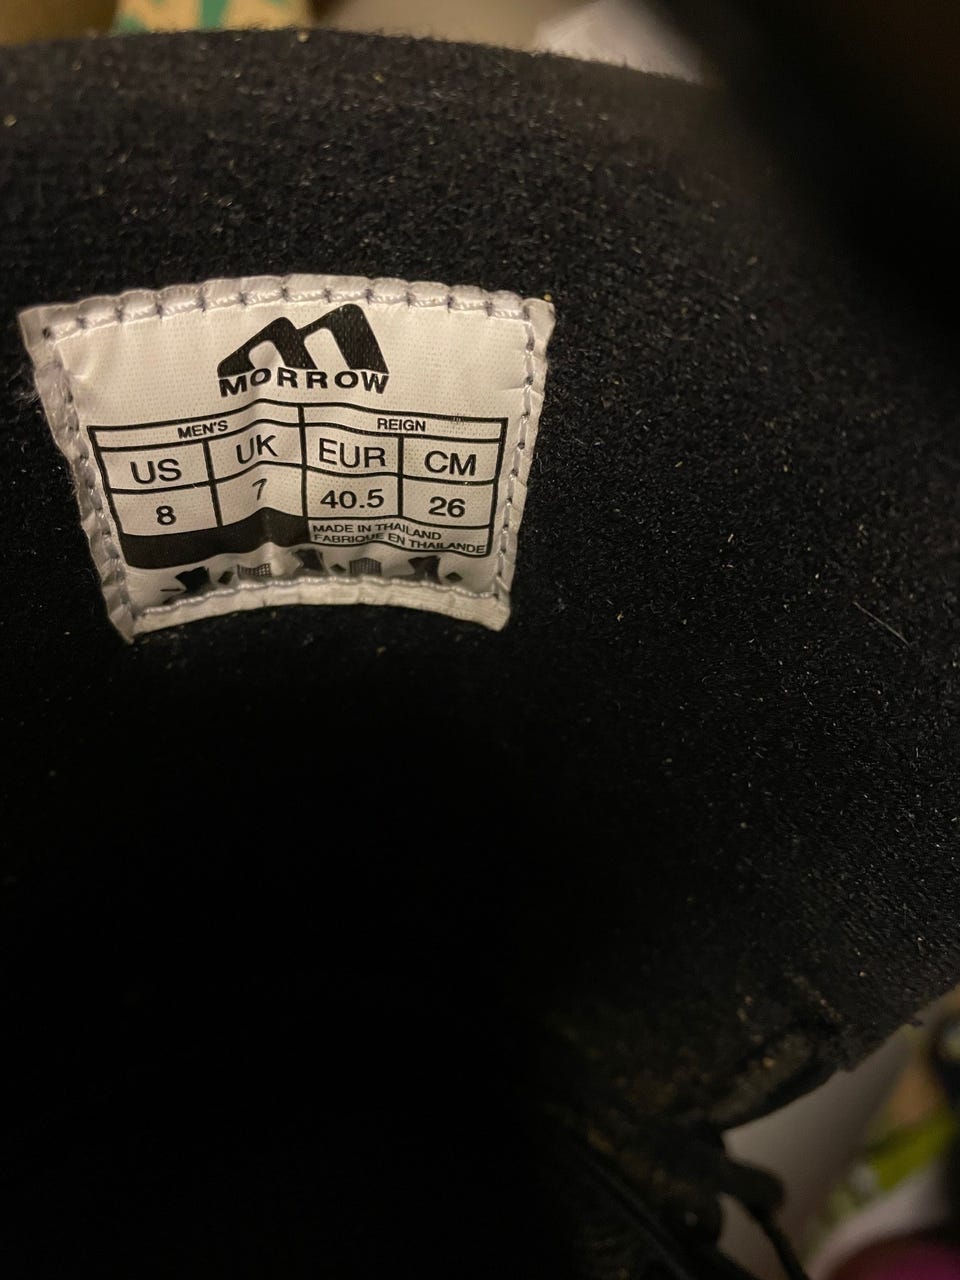 MORROW
MEN'S REIGN
US UK EUR CM
8 7 40.5 26
MADE IN THAILAND
FABRIQUE EN THAILANDE